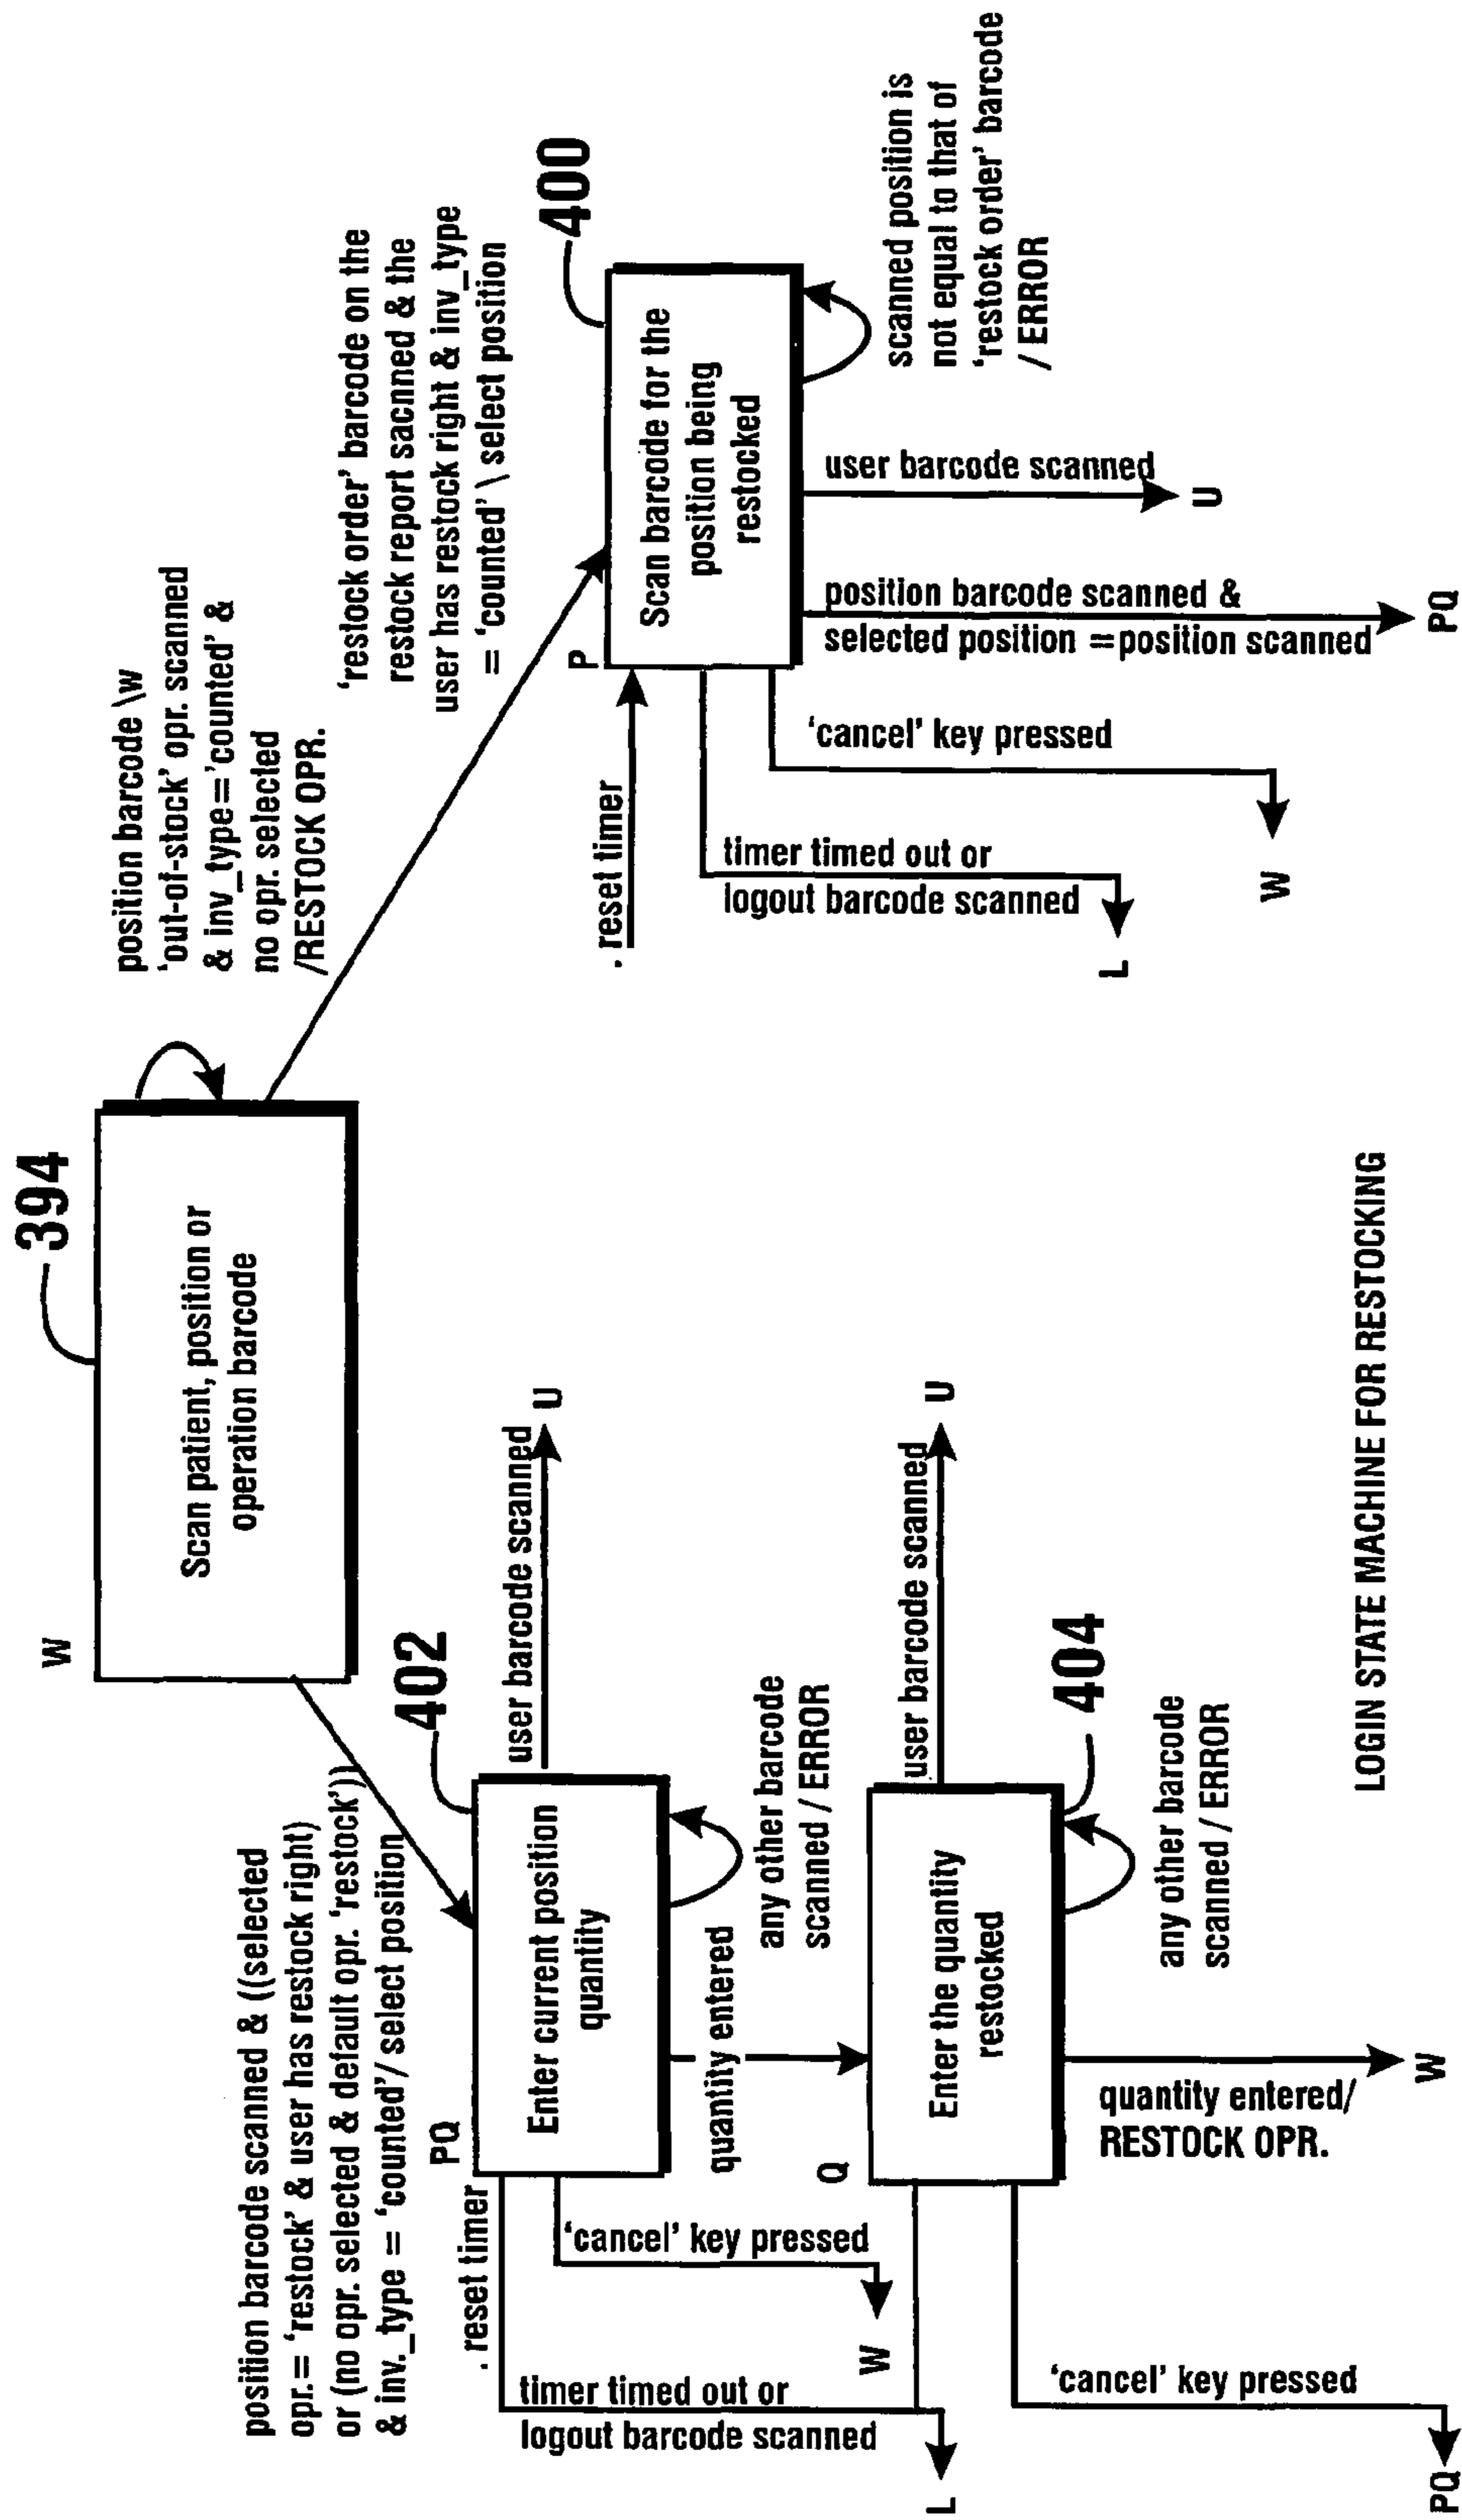 394
W
Scan patient, position or
operation barcode
position barcode \w
'out-of-stock' opr. scanned
& inv_type='counted' &
no opr. selected
/RESTOCK OPR.
'restock order' barcode on the
restock report sacnned & the
user has restock right & inv_type
= 'counted' \ select position
400
P
Scan barcode for the
position being
restocked
. reset timer
timer timed out or
logout barcode scanned
L
'cancel' key pressed
W
position barcode scanned &
selected position =position scanned
PQ
user barcode scanned
U
scanned position is
not equal to that of
'restock order' barcode
/ ERROR
position barcode scanned & ((selected
opr.= 'restock' & user has restock right)
or (no opr. selected & default opr. 'restock'))
& inv._type = 'counted'/ select position
402
PQ
Enter current position
quantity
. reset timer
user barcode scanned
U
'cancel' key pressed
W
timer timed out or
logout barcode scanned
L
quantity entered
any other barcode
scanned / ERROR
Q
Enter the quantity
restocked
user barcode scanned
U
404
any other barcode
scanned / ERROR
quantity entered/
RESTOCK OPR.
W
'cancel' key pressed
PQ
LOGIN STATE MACHINE FOR RESTOCKING